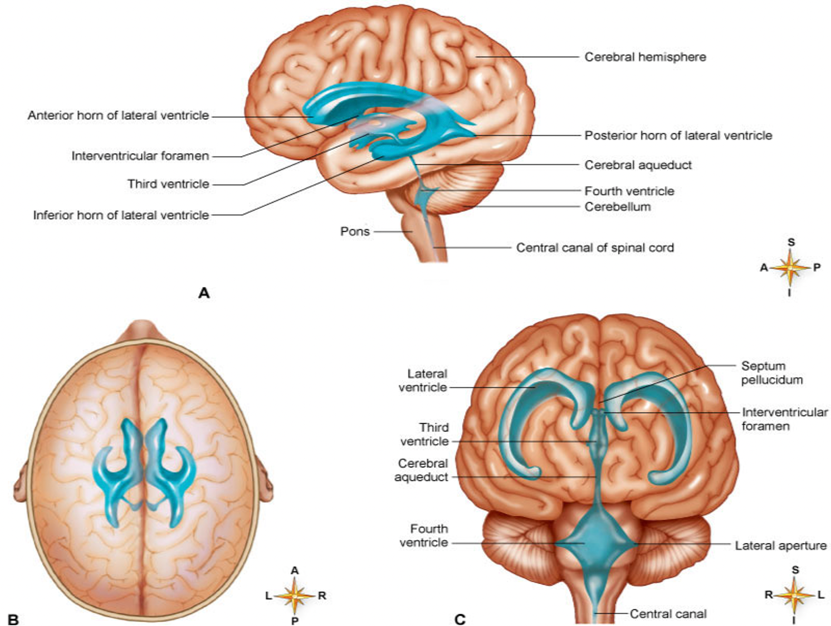 Cerebral hemisphere
Anterior horn of lateral ventricle
Posterior horn of lateral ventricle
Interventricular foramen
Cerebral aqueduct
Third ventricle
Fourth ventricle
Cerebellum
Inferior horn of lateral ventricle
Pons
Central canal of spinal cord
S
A P
I
A
Lateral
ventricle
Septum
pellucidum
Interventricular
foramen
Third
ventricle
Cerebral
aqueduct
Fourth
ventricle
Lateral aperture
Central canal
A
L R
P
B
S
R L
I
C